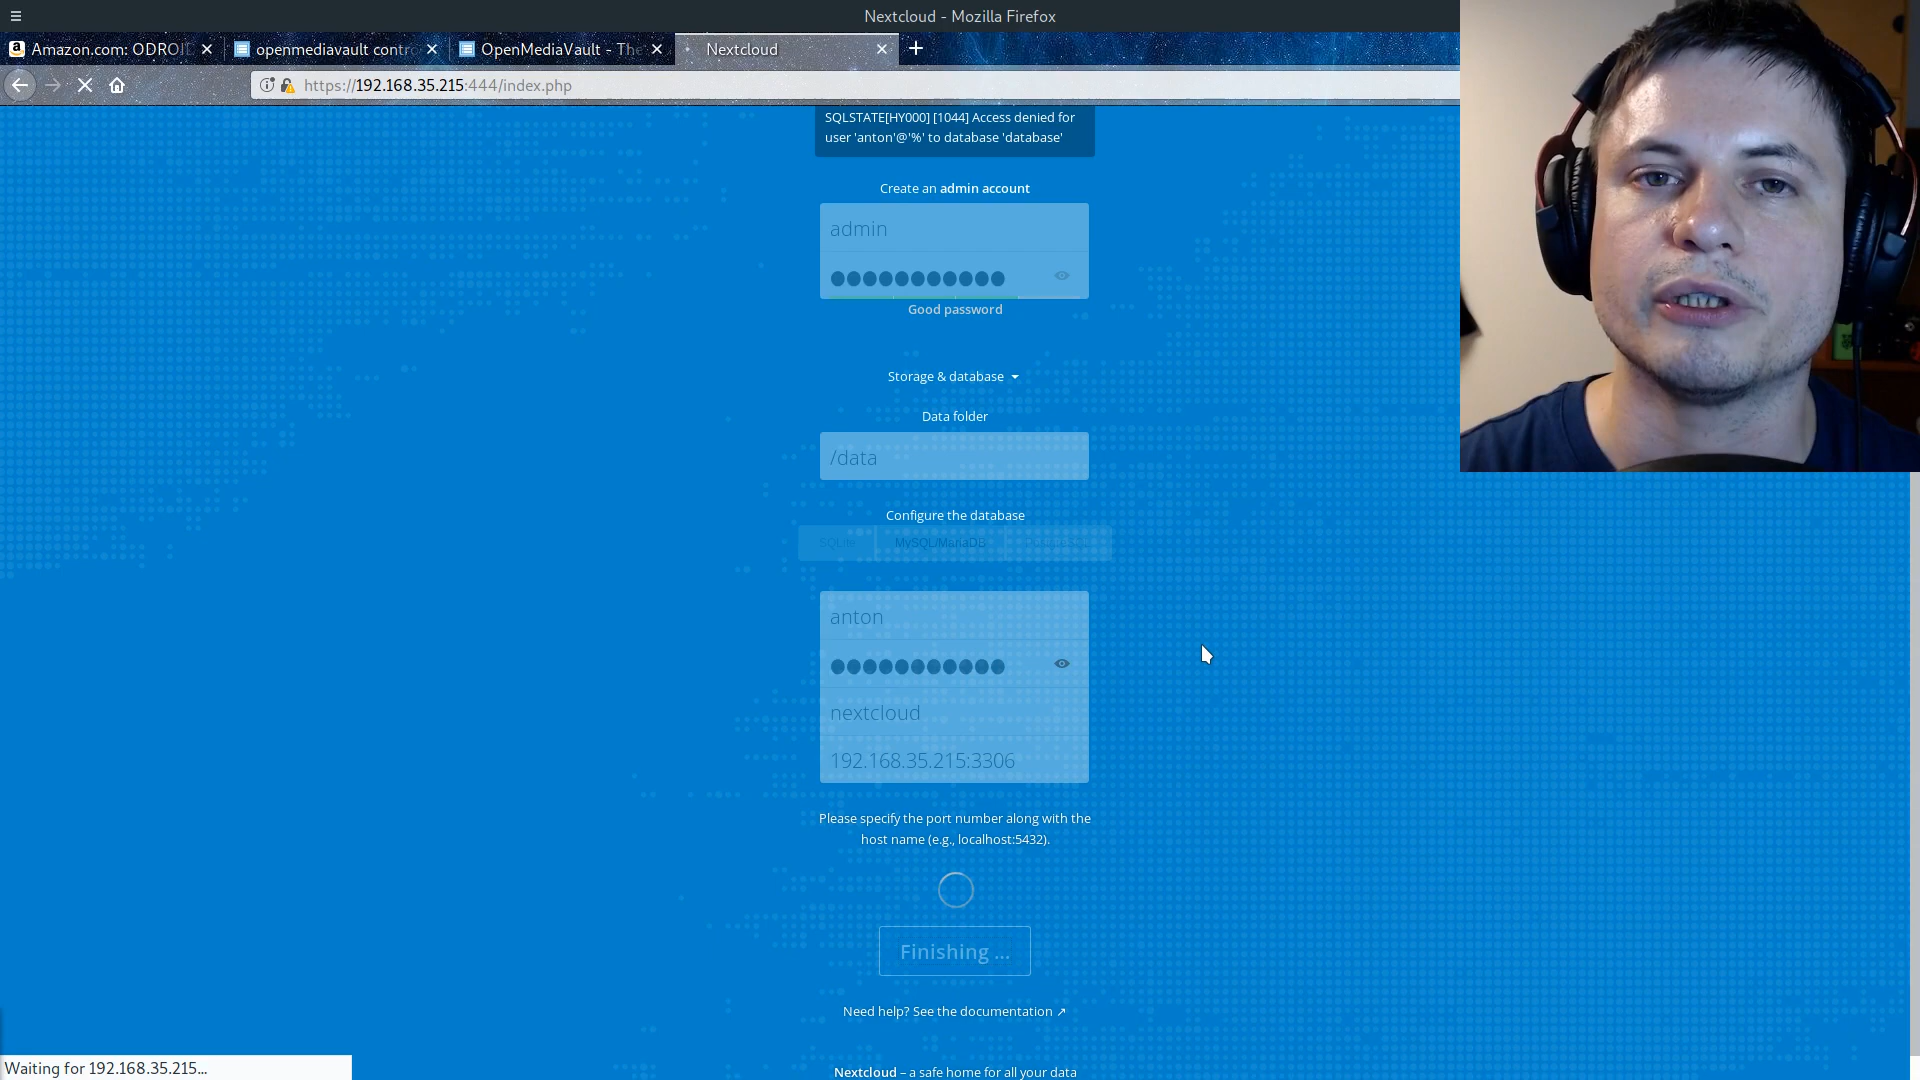 Nextcloud - Mozilla Firefox
Amazon.com: ODROI
openmediavault contro
OpenMediaVault - The
Nextcloud
https://192.168.35.215:444/index.php
SQLSTATE[HY000] [1044] Access denied for
user 'anton'@'%' to database 'database'
Create an admin account
admin
Good password
Storage & database
Data folder
/data
Configure the database
SQLite MySQL/MariaDB
anton
nextcloud
192.168.35.215:3306
Please specify the port number along with the
host name (e.g., localhost:5432).
Finishing ...
Need help? See the documentation ↗
Waiting for 192.168.35.215...
Nextcloud – a safe home for all your data